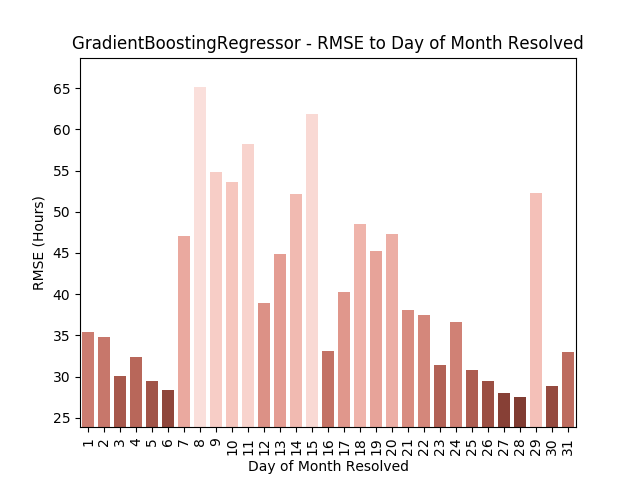 GradientBoostingRegressor - RMSE to Day of Month Resolved
65
60
55
50
45
40
35
30
25
RMSE (Hours)
1 2 3 4 5 6 7 8 9 10 11 12 13 14 15 16 17 18 19 20 21 22 23 24 25 26 27 28 29 30 31
Day of Month Resolved